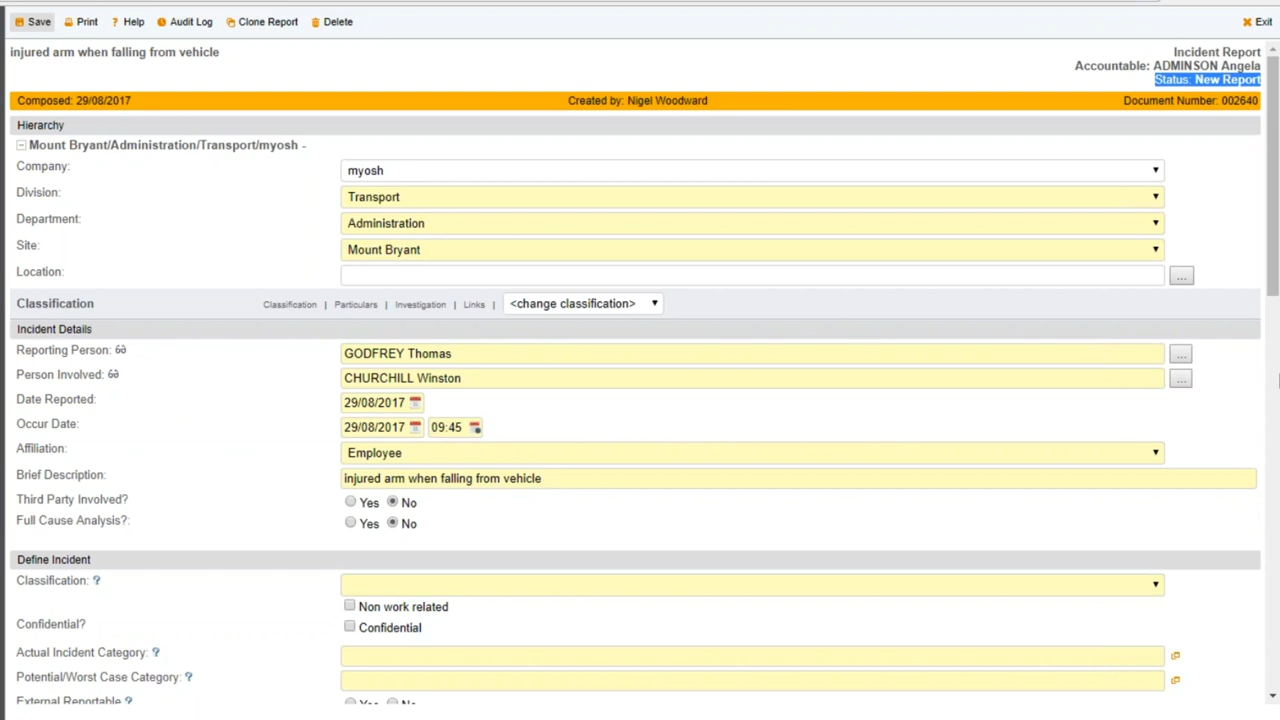 Save Print ? Help Audit Log Clone Report Delete Exit
injured arm when falling from vehicle
Incident Report
Accountable: ADMINSON Angela
Status: New Report
Composed: 29/08/2017 Created by: Nigel Woodward Document Number: 002640
Hierarchy
Mount Bryant/Administration/Transport/myosh -
Company: myosh
Division: Transport
Department: Administration
Site: Mount Bryant
Location: ...
Classification Classification | Particulars | Investigation | Links | <change classification>
Incident Details
Reporting Person: GODFREY Thomas ...
Person Involved: CHURCHILL Winston ...
Date Reported: 29/08/2017
Occur Date: 29/08/2017 09:45
Affiliation: Employee
Brief Description: injured arm when falling from vehicle
Third Party Involved? Yes No
Full Cause Analysis?: Yes No
Define Incident
Classification: ?
Non work related
Confidential? Confidential
Actual Incident Category: ?
Potential/Worst Case Category: ?
External Reportable ? Yes No